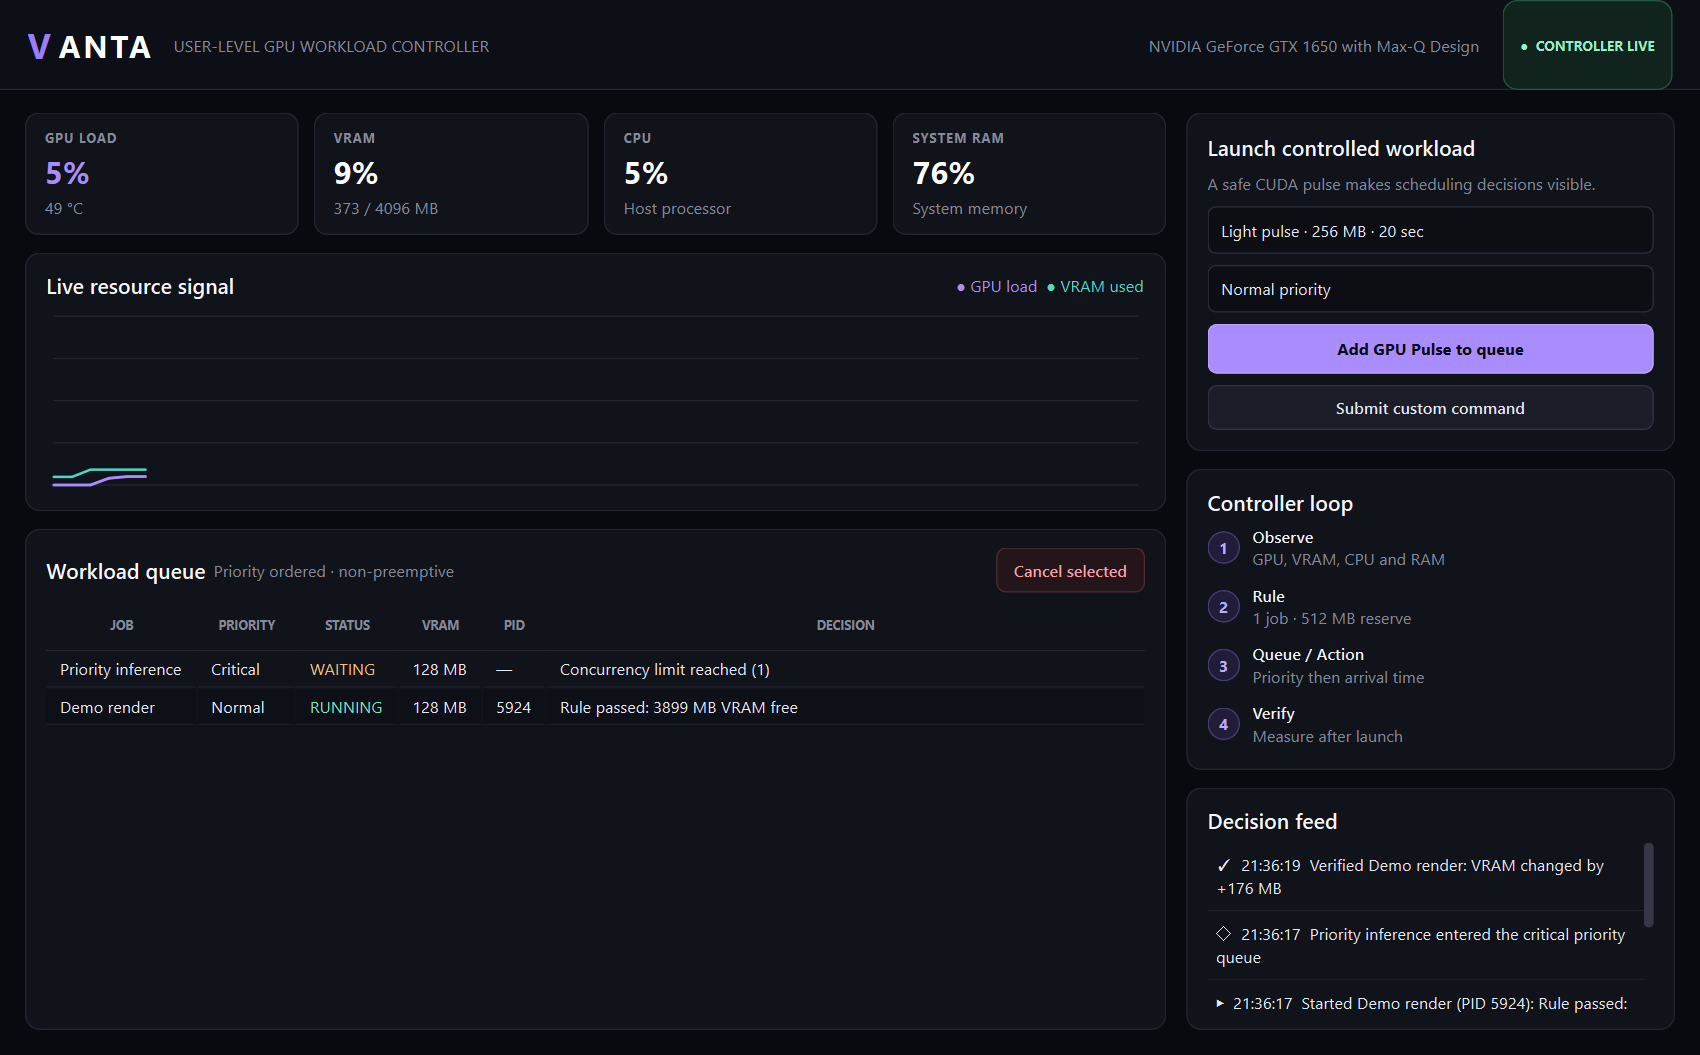 VANTA USER-LEVEL GPU WORKLOAD CONTROLLER
NVIDIA GeForce GTX 1650 with Max-Q Design
● CONTROLLER LIVE
GPU LOAD
5%
49 °C
VRAM
9%
373 / 4096 MB
CPU
5%
Host processor
SYSTEM RAM
76%
System memory
Live resource signal
● GPU load ● VRAM used
Workload queue Priority ordered · non-preemptive
Cancel selected
JOB PRIORITY STATUS VRAM PID DECISION
Priority inference Critical WAITING 128 MB — Concurrency limit reached (1)
Demo render Normal RUNNING 128 MB 5924 Rule passed: 3899 MB VRAM free
Launch controlled workload
A safe CUDA pulse makes scheduling decisions visible.
Light pulse · 256 MB · 20 sec
Normal priority
Add GPU Pulse to queue
Submit custom command
Controller loop
1 Observe
GPU, VRAM, CPU and RAM
2 Rule
1 job · 512 MB reserve
3 Queue / Action
Priority then arrival time
4 Verify
Measure after launch
Decision feed
✓ 21:36:19 Verified Demo render: VRAM changed by
+176 MB
◇ 21:36:17 Priority inference entered the critical priority
queue
▸ 21:36:17 Started Demo render (PID 5924): Rule passed: